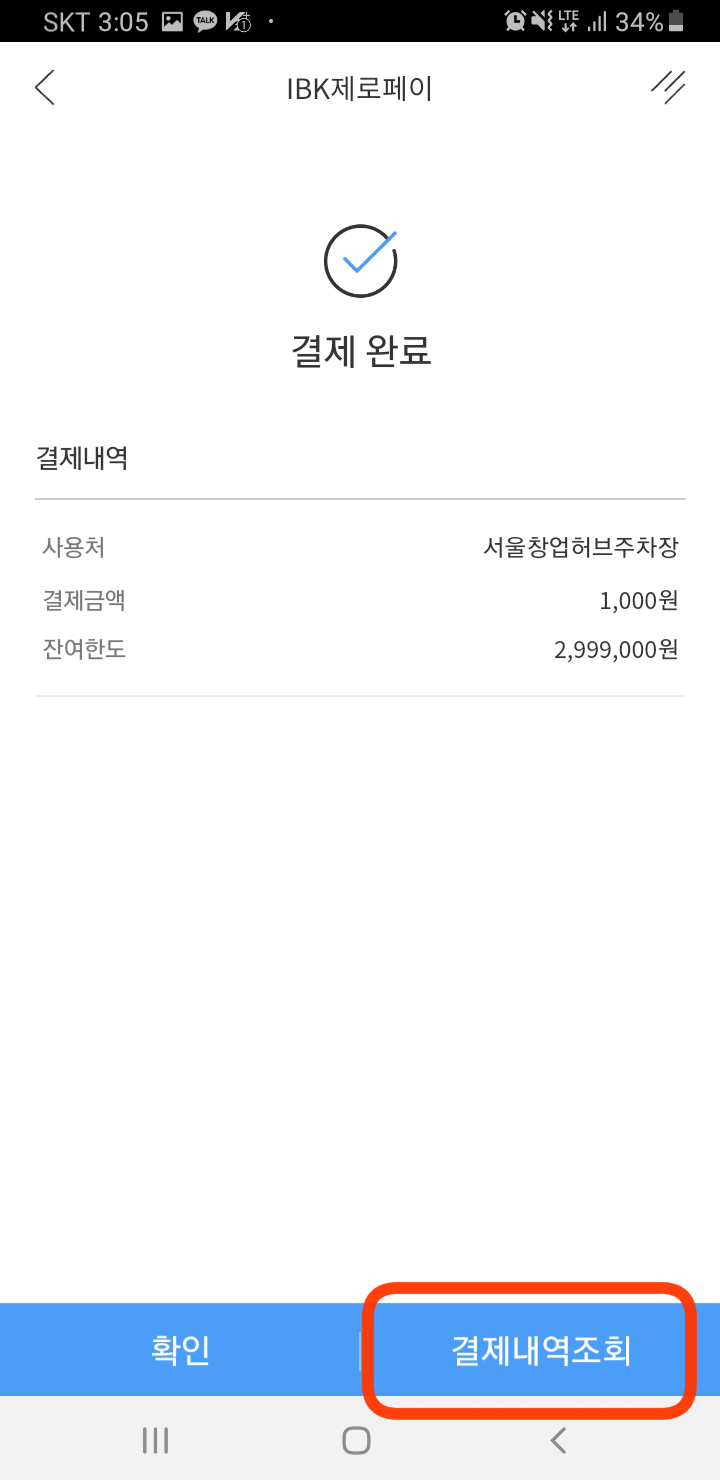 SKT 3:05 TALK LTE 34%
IBK제로페이
결제 완료
결제내역
사용처 서울창업허브주차장
결제금액 1,000원
잔여한도 2,999,000원
확인 결제내역조회